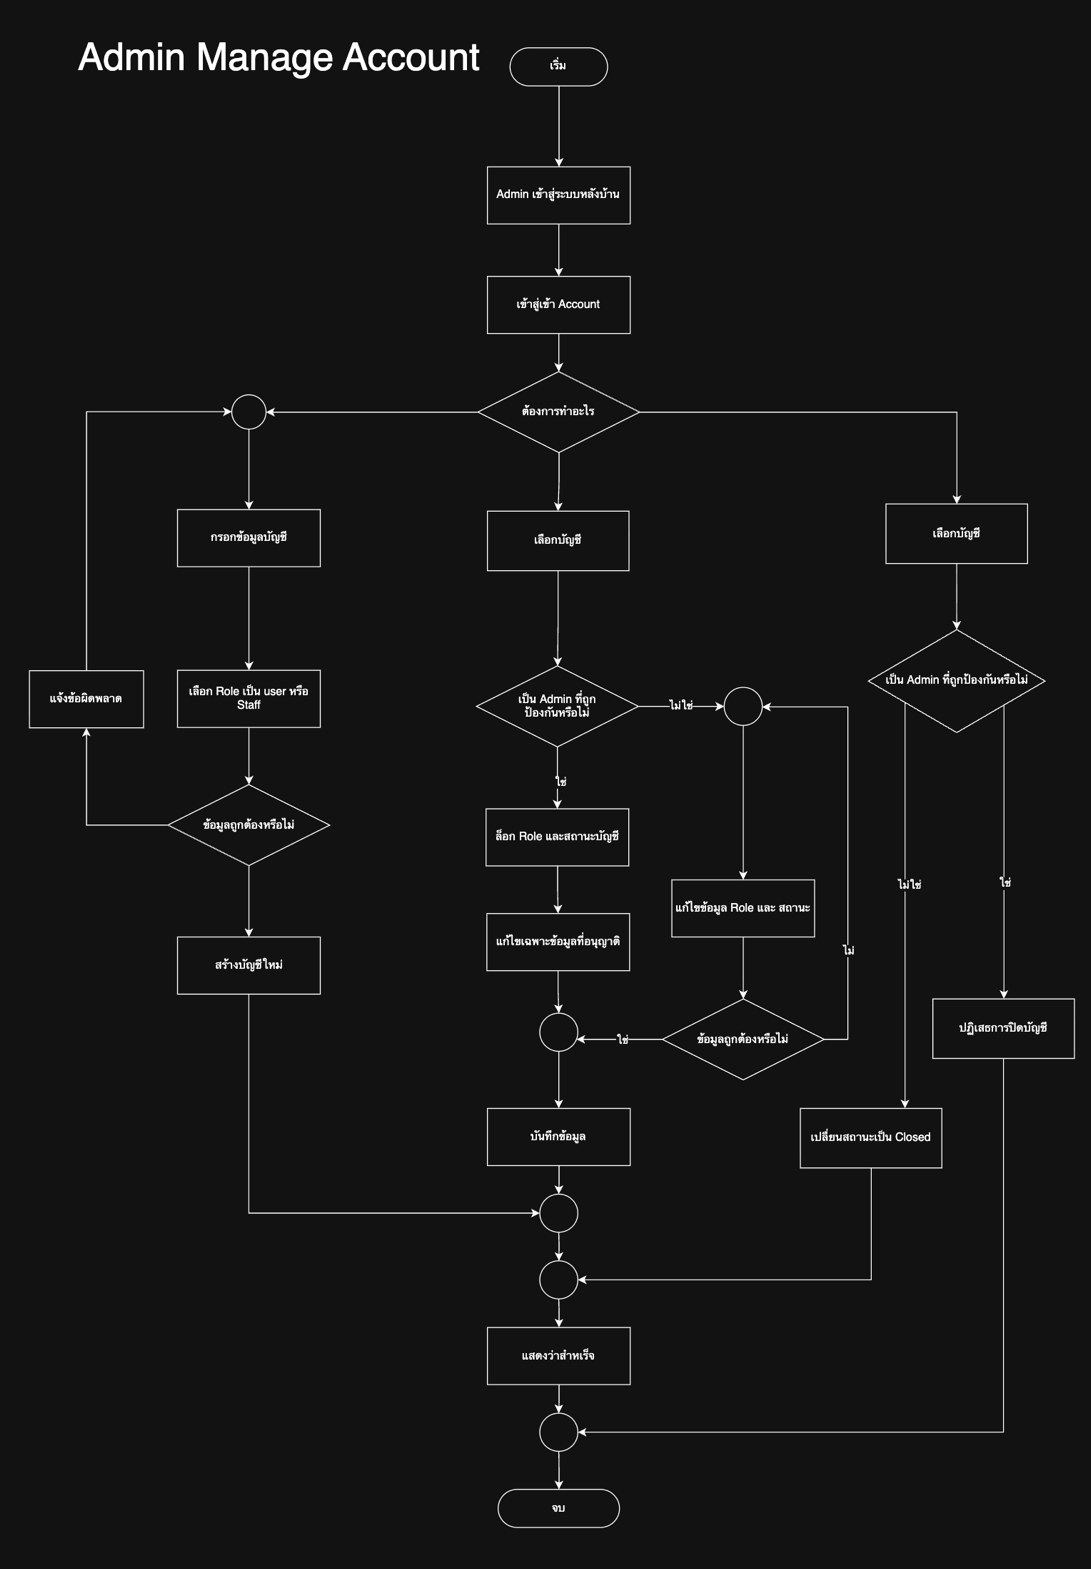 Admin Manage Account
เริ่ม
Admin เข้าสู่ระบบหลังบ้าน
เข้าสู่เข้า Account
ต้องการทำอะไร
กรอกข้อมูลบัญชี
เลือกบัญชี
เลือกบัญชี
แจ้งข้อผิดพลาด
เลือก Role เป็น user หรือ
Staff
เป็น Admin ที่ถูก
ป้องกันหรือไม่
ไม่ใช่
เป็น Admin ที่ถูกป้องกันหรือไม่
ใช่
ข้อมูลถูกต้องหรือไม่
ล็อก Role และสถานะบัญชี
แก้ไขข้อมูล Role และ สถานะ
ไม่ใช่
ใช่
สร้างบัญชีใหม่
แก้ไขเฉพาะข้อมูลที่อนุญาติ
ไม่
ใช่
ข้อมูลถูกต้องหรือไม่
ปฏิเสธการปิดบัญชี
บันทึกข้อมูล
เปลี่ยนสถานะเป็น Closed
แสดงว่าสำหเร็จ
จบ